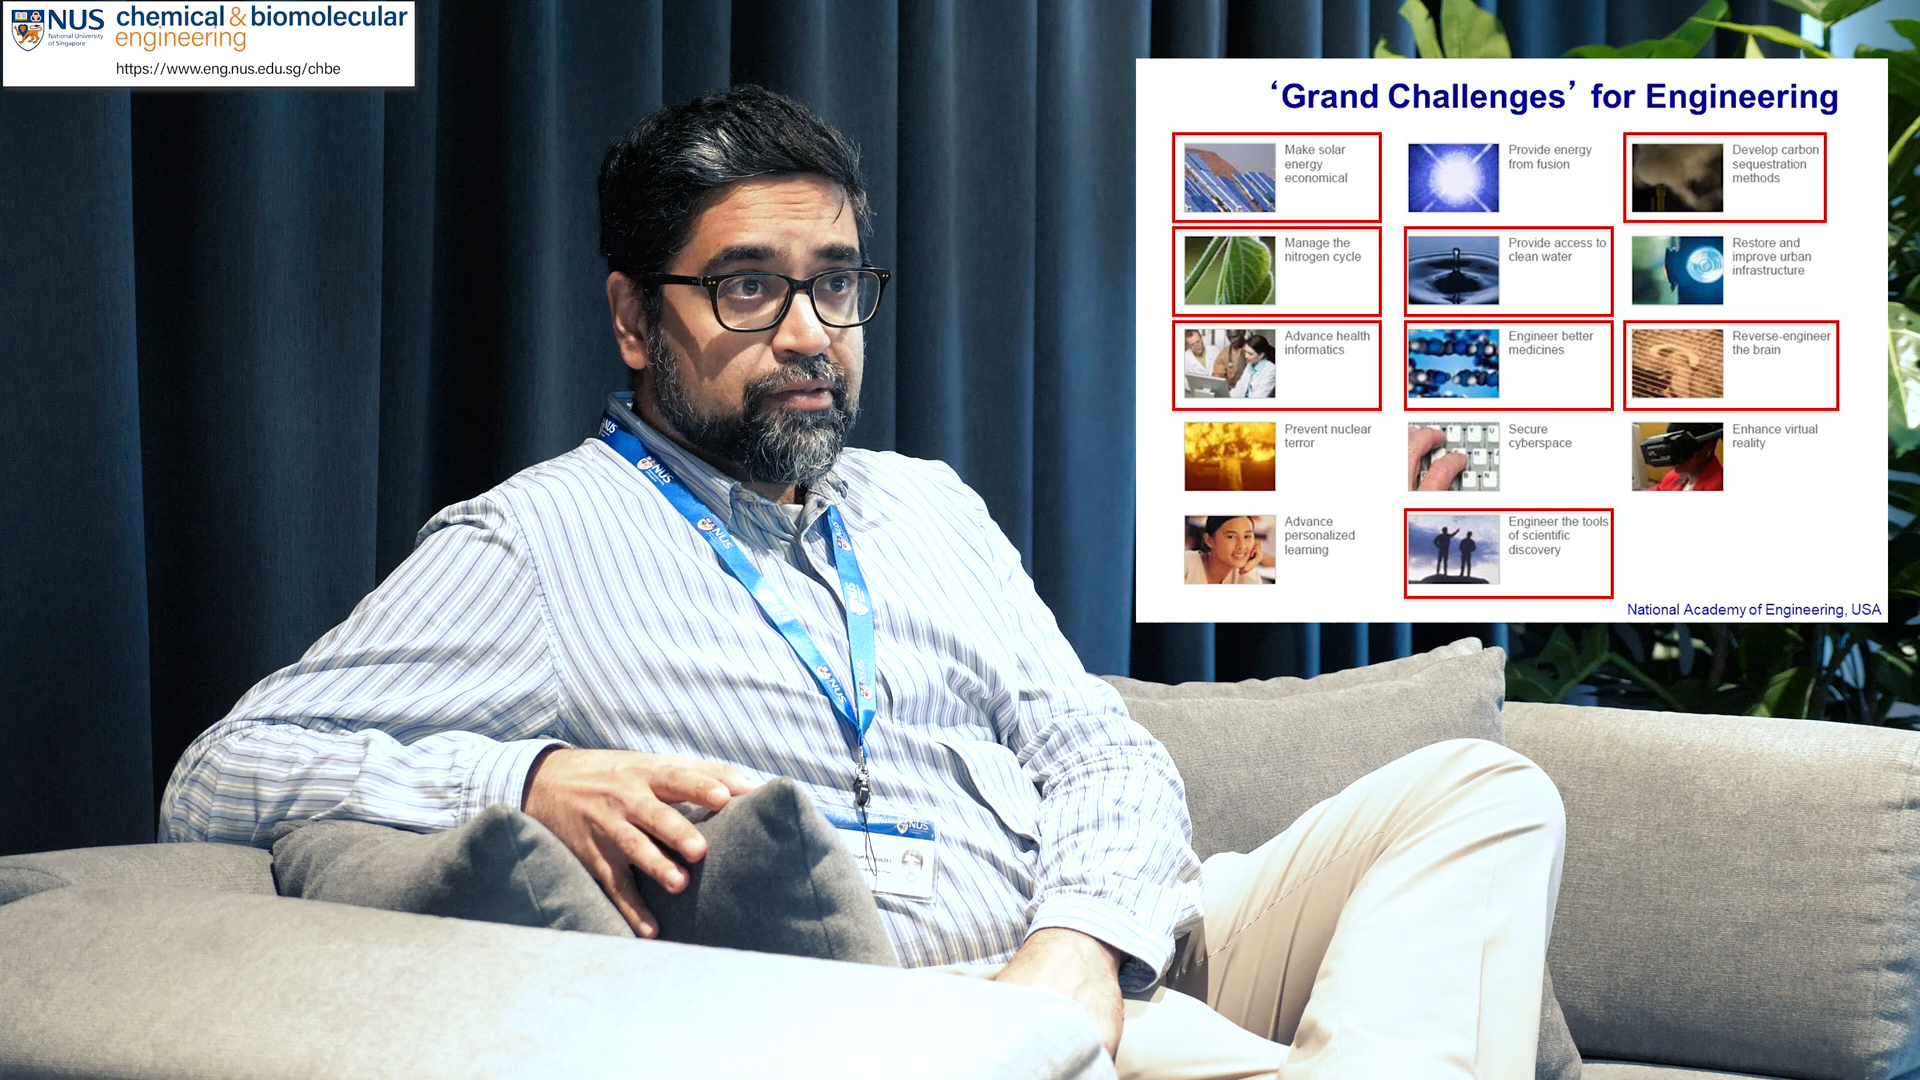 NUS
National University
of Singapore
chemical & biomolecular
engineering
https://www.eng.nus.edu.sg/chbe
‘Grand Challenges’ for Engineering
Make solar
energy
economical
Provide energy
from fusion
Develop carbon
sequestration
methods
Manage the
nitrogen cycle
Provide access to
clean water
Restore and
improve urban
infrastructure
Advance health
informatics
Engineer better
medicines
Reverse-engineer
the brain
Prevent nuclear
terror
Secure
cyberspace
Enhance virtual
reality
Advance
personalized
learning
Engineer the tools
of scientific
discovery
National Academy of Engineering, USA
NUS
NUS
NUS
NUS
NUS
NUS